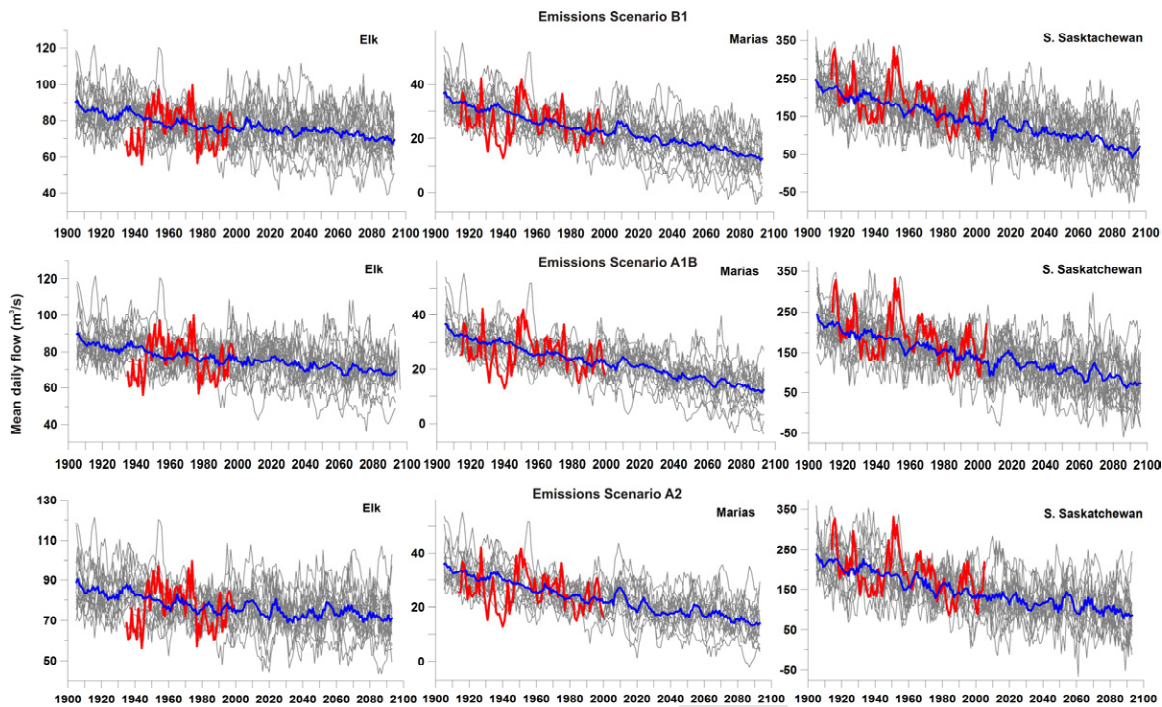 Emissions Scenario B1
Elk
Marias
S. Sasktachewan
120
100
80
60
40
40
20
0
350
250
150
50
-50
1900 1920 1940 1960 1980 2000 2020 2040 2060 2080 2100
1900 1920 1940 1960 1980 2000 2020 2040 2060 2080 2100
1900 1920 1940 1960 1980 2000 2020 2040 2060 2080 2100
Emissions Scenario A1B
Elk
Marias
S. Saskatchewan
Mean daily flow (m³/s)
120
100
80
60
40
40
20
0
350
250
150
50
-50
1900 1920 1940 1960 1980 2000 2020 2040 2060 2080 2100
1900 1920 1940 1960 1980 2000 2020 2040 2060 2080 2100
1900 1920 1940 1960 1980 2000 2020 2040 2060 2080 2100
Emissions Scenario A2
Elk
Marias
S. Saskatchewan
130
110
90
70
50
40
20
0
350
250
150
50
-50
1900 1920 1940 1960 1980 2000 2020 2040 2060 2080 2100
1900 1920 1940 1960 1980 2000 2020 2040 2060 2080 2100
1900 1920 1940 1960 1980 2000 2020 2040 2060 2080 2100